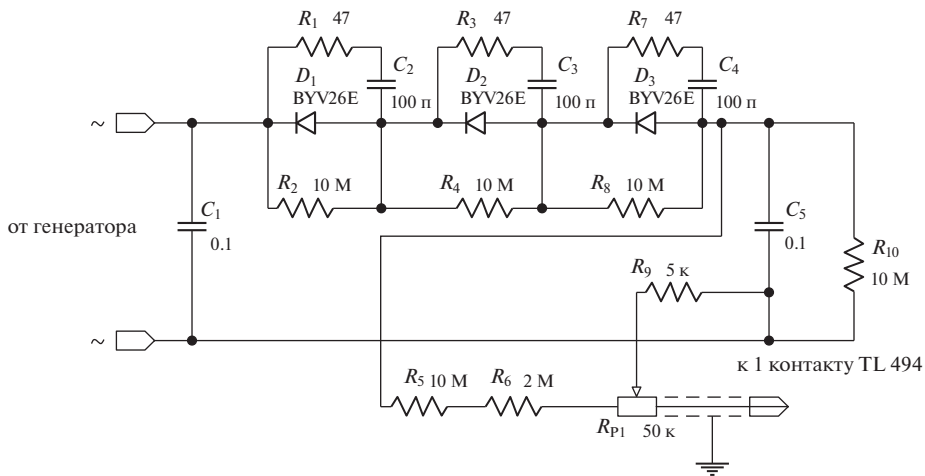 R1 47
R3 47
R7 47
C2
C3
C4
D1
D2
D3
BYV26E
BYV26E
BYV26E
100 п
100 п
100 п
~
R2 10 М
R4 10 М
R8 10 М
C1
0.1
C5
0.1
от генератора
R10
10 М
R9 5 к
~
к 1 контакту TL 494
R5 10 М
R6 2 М
RP1 50 к